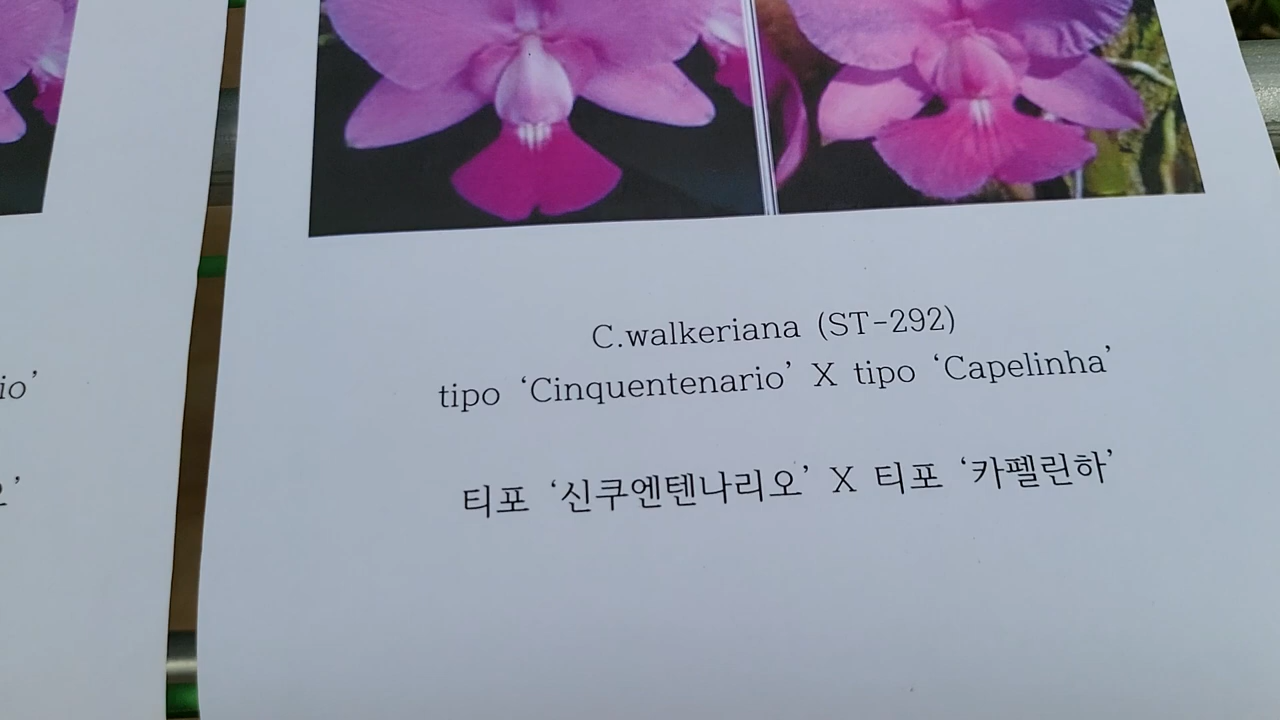 C.walkeriana (ST-292)
tipo ‘Cinquentenario’ X tipo ‘Capelinha’
티포 ‘신쿠엔텐나리오’ X 티포 ‘카펠린하’